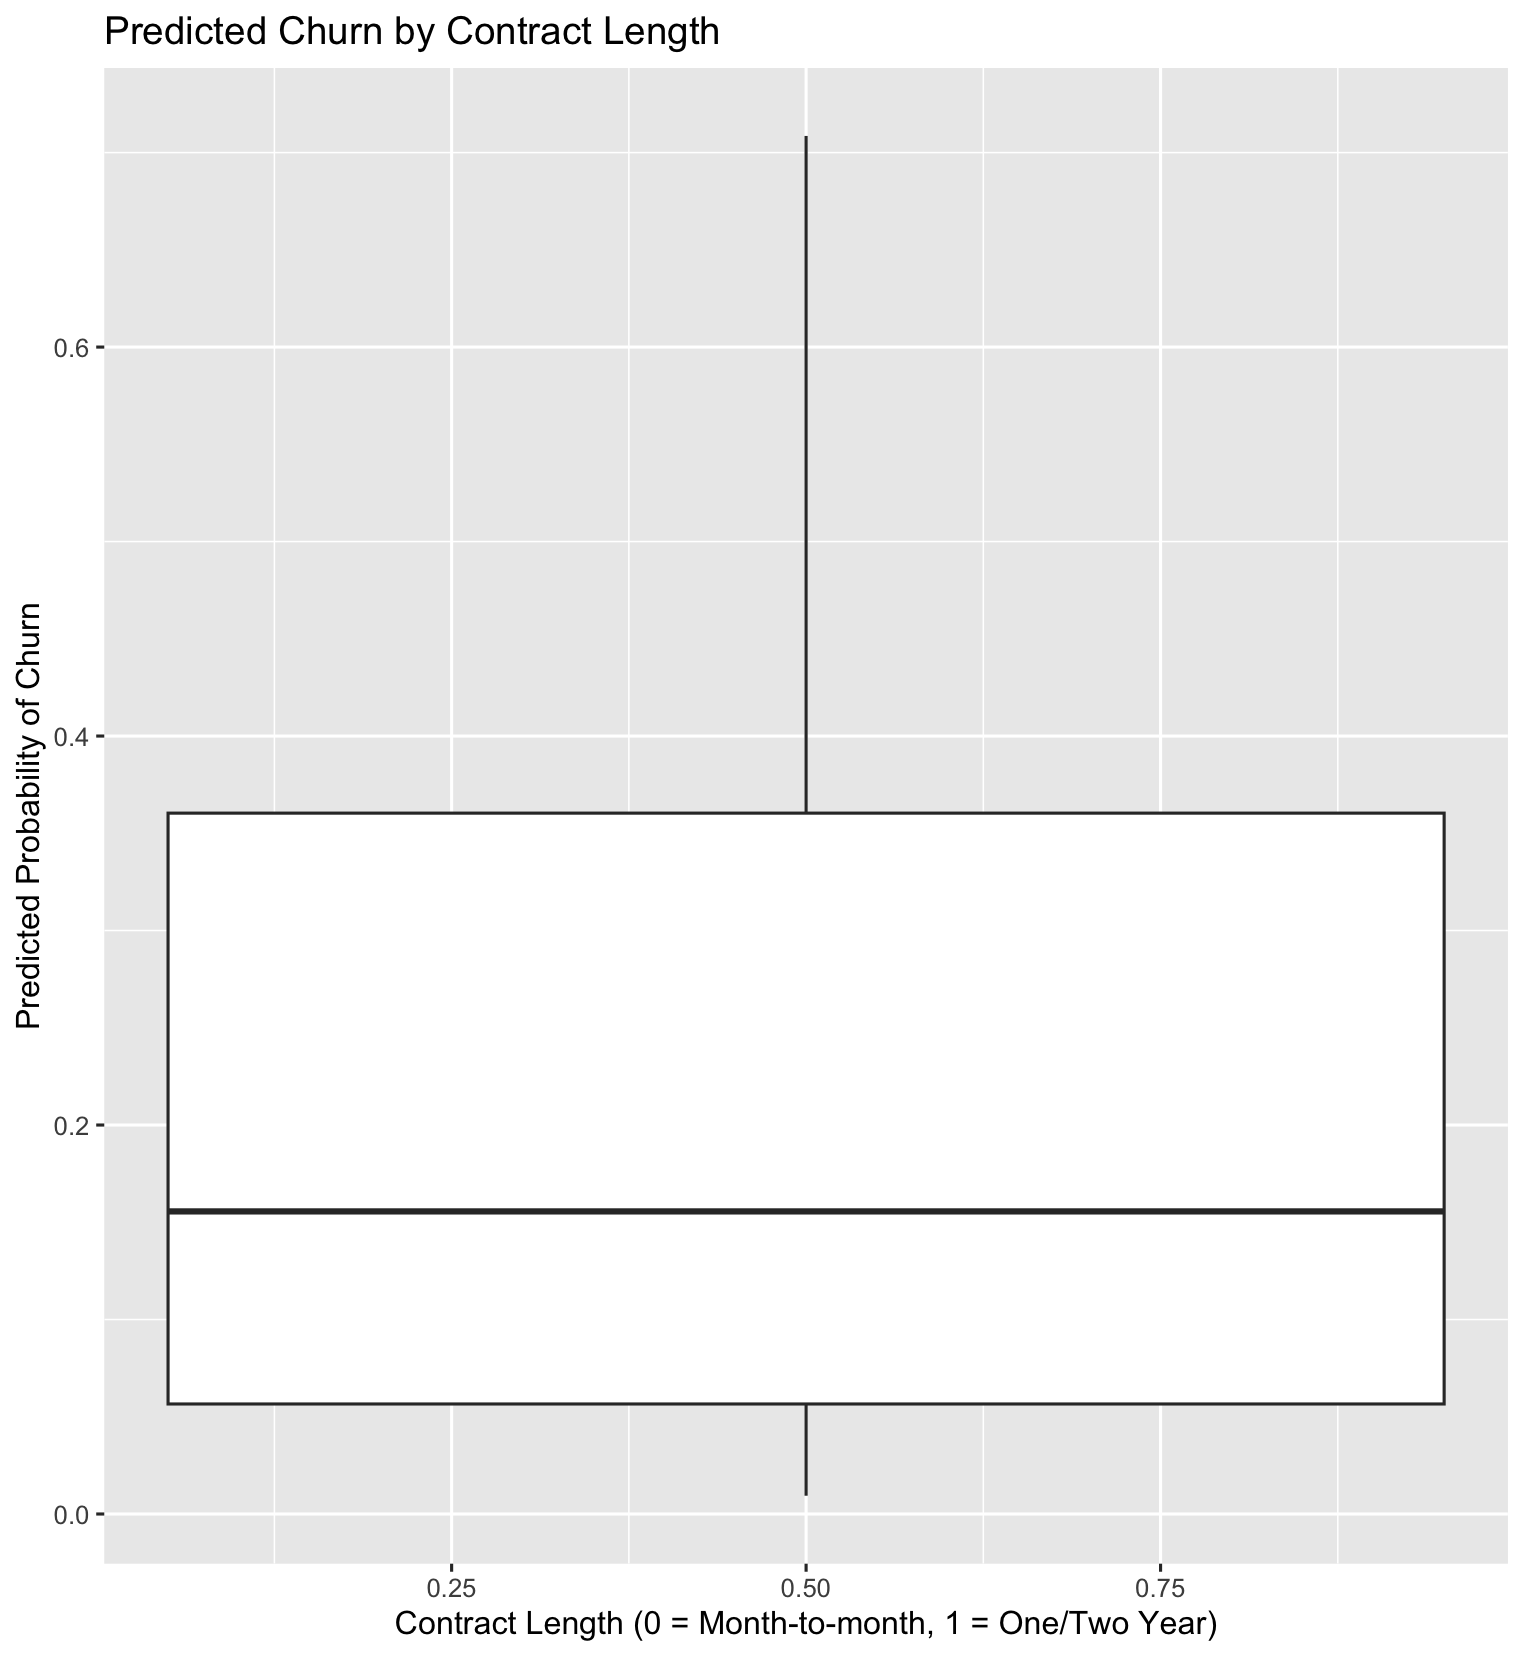 Predicted Churn by Contract Length
Predicted Probability of Churn
0.6
0.4
0.2
0.0
0.25 0.50 0.75
Contract Length (0 = Month-to-month, 1 = One/Two Year)